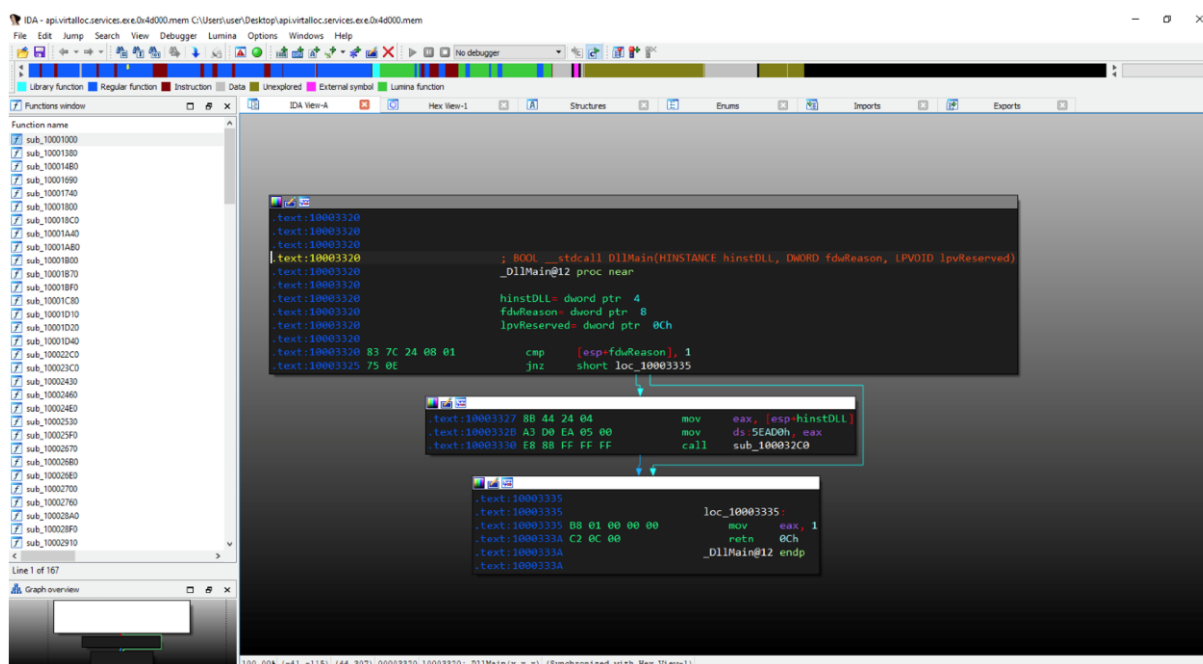 IDA - api.virtalloc.services.exe.0x4d000.mem C:\Users\user\Desktop\api.virtalloc.services.exe.0x4d000.mem
File Edit Jump Search View Debugger Lumina Options Windows Help
No debugger
Library function Regular function Instruction Data Unexplored External symbol Lumina function
Functions window
IDA View-A Hex View-1 Structures Enums Imports Exports
Function name
sub_10001000
sub_10001380
sub_100014B0
sub_10001690
sub_10001740
sub_10001800
sub_100018C0
sub_10001A40
sub_10001AB0
sub_10001B00
sub_10001B70
sub_10001BF0
sub_10001C80
sub_10001D10
sub_10001D20
sub_10001D40
sub_100022C0
sub_100023C0
sub_10002430
sub_10002460
sub_100024E0
sub_10002530
sub_100025F0
sub_10002670
sub_100026B0
sub_100026E0
sub_10002700
sub_10002760
sub_100028A0
sub_100028F0
sub_10002910
Line 1 of 167
Graph overview
.text:10003320
.text:10003320
.text:10003320
.text:10003320 ; BOOL __stdcall DllMain(HINSTANCE hinstDLL, DWORD fdwReason, LPVOID lpvReserved)
.text:10003320 _DllMain@12 proc near
.text:10003320
.text:10003320 hinstDLL= dword ptr 4
.text:10003320 fdwReason= dword ptr 8
.text:10003320 lpvReserved= dword ptr 0Ch
.text:10003320
.text:10003320 83 7C 24 08 01 cmp [esp+fdwReason], 1
.text:10003325 75 0E jnz short loc_10003335
.text:10003327 8B 44 24 04 mov eax, [esp+hinstDLL]
.text:1000332B A3 D0 EA 05 00 mov ds:5EAD0h, eax
.text:10003330 E8 8B FF FF FF call sub_100032C0
.text:10003335
.text:10003335 loc_10003335:
.text:10003335 B8 01 00 00 00 mov eax, 1
.text:1000333A C2 0C 00 retn 0Ch
.text:1000333A _DllMain@12 endp
.text:1000333A